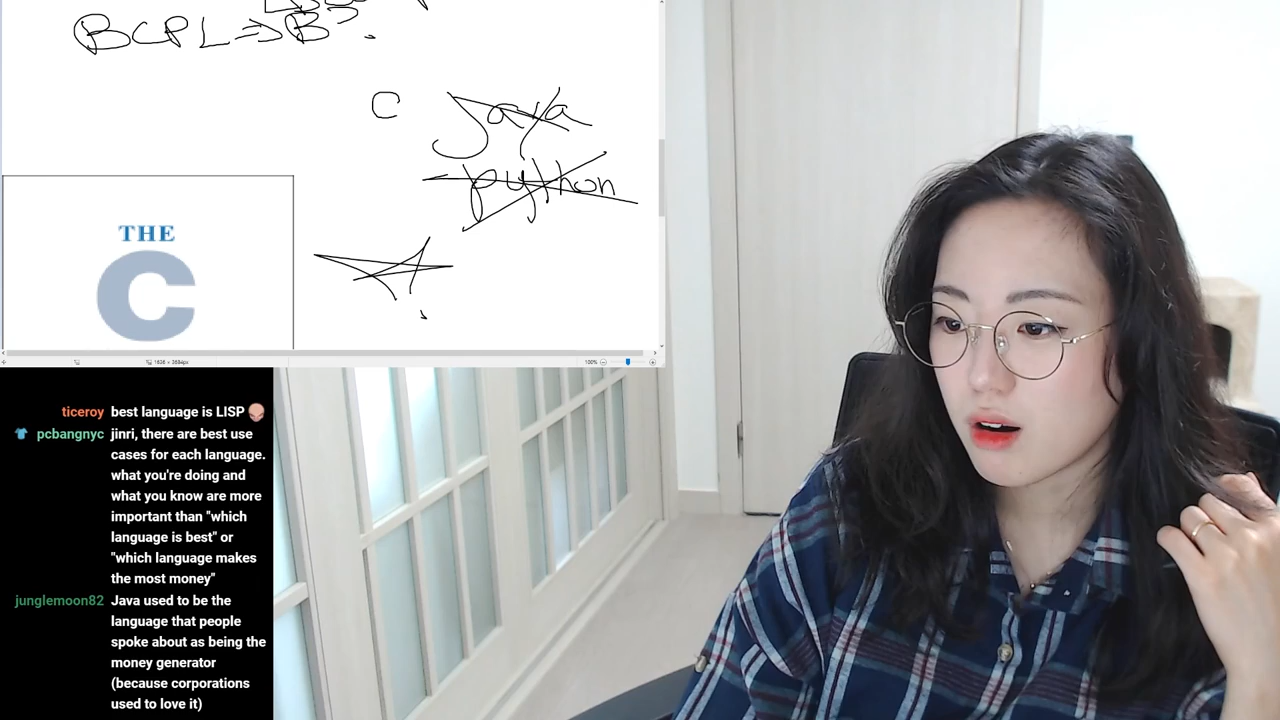 BCPL => B
C Java
python
THE
C
1636 × 3684px
100%
ticeroy best language is LISP
pcbangnyc jinri, there are best use
cases for each language.
what you're doing and
what you know are more
important than "which
language is best" or
"which language makes
the most money"
junglemoon82 Java used to be the
language that people
spoke about as being the
money generator
(because corporations
used to love it)